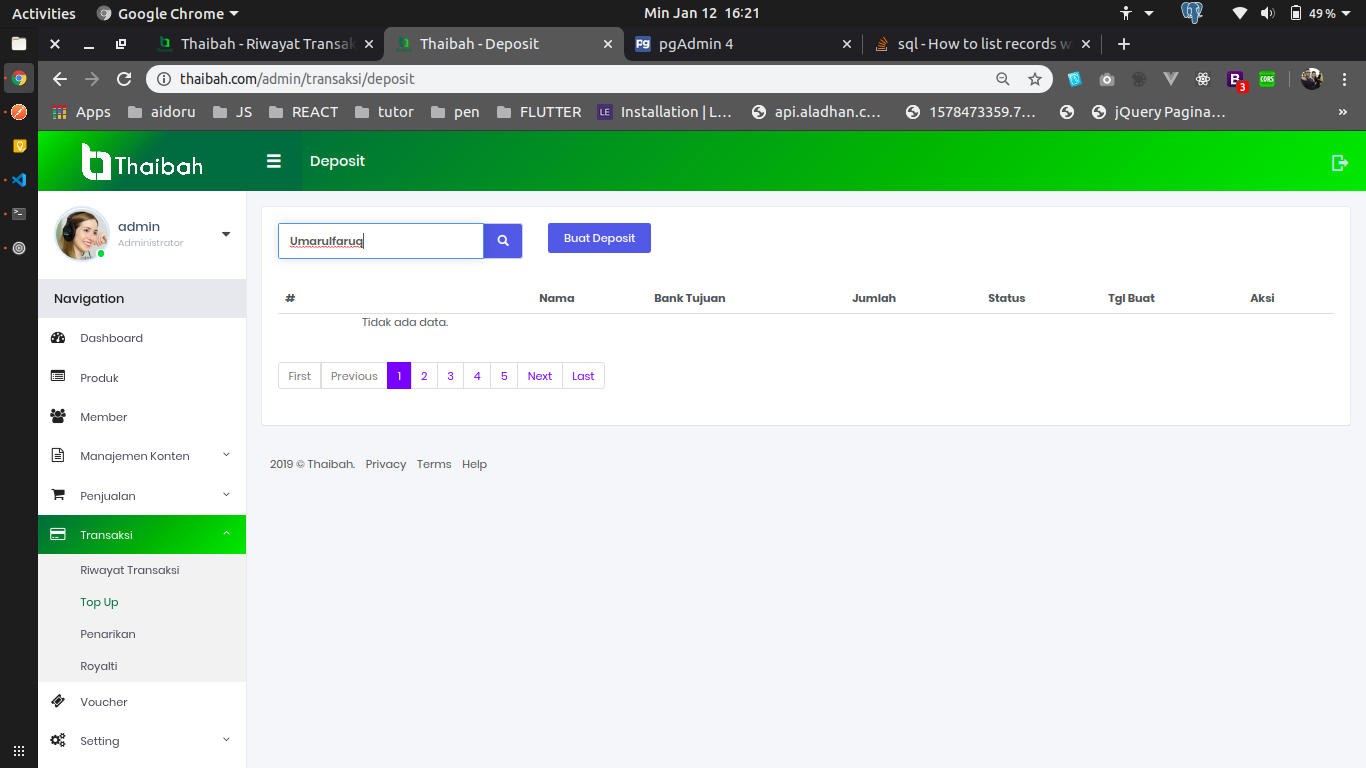 Activities Google Chrome Min Jan 12 16:21 49 %
Thaibah - Riwayat Transak Thaibah - Deposit pgAdmin 4 sql - How to list records w
thaibah.com/admin/transaksi/deposit 3 CORS
Apps aidoru JS REACT tutor pen FLUTTER LE Installation | L... api.aladhan.c... 1578473359.7... jQuery Pagina... »
Thaibah Deposit
admin
Administrator
Umarulfaruq Buat Deposit
# Nama Bank Tujuan Jumlah Status Tgl Buat Aksi
Tidak ada data.
First Previous 1 2 3 4 5 Next Last
2019 © Thaibah. Privacy Terms Help
Navigation
Dashboard
Produk
Member
Manajemen Konten
Penjualan
Transaksi
Riwayat Transaksi
Top Up
Penarikan
Royalti
Voucher
Setting